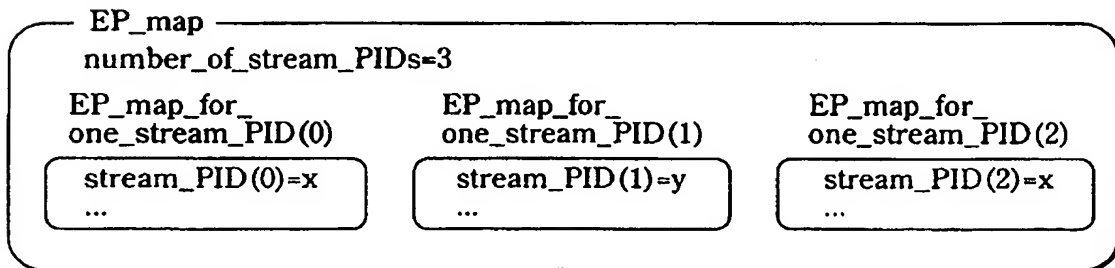 EP_map
number_of_stream_PIDs=3
EP_map_for_
one_stream_PID(0)
stream_PID(0)=x
...
EP_map_for_
one_stream_PID(1)
stream_PID(1)=y
...
EP_map_for_
one_stream_PID(2)
stream_PID(2)=x
...